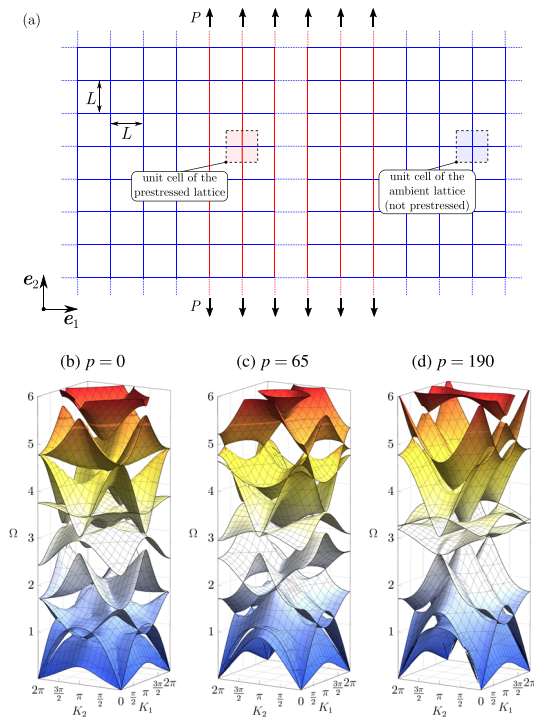 (a)
P
L
L
unit cell of the
prestressed lattice
unit cell of the
ambient lattice
(not prestressed)
e₂
e₁
P
(b) p = 0
(c) p = 65
(d) p = 190
6
5
4
Ω
3
2
1
2π
3π/2
π
π/2
0
π/2
π
3π/2
2π
K₂
K₁
6
5
4
Ω
3
2
1
2π
3π/2
π
π/2
0
π/2
π
3π/2
2π
K₂
K₁
6
5
4
Ω
3
2
1
2π
3π/2
π
π/2
0
π/2
π
3π/2
2π
K₂
K₁